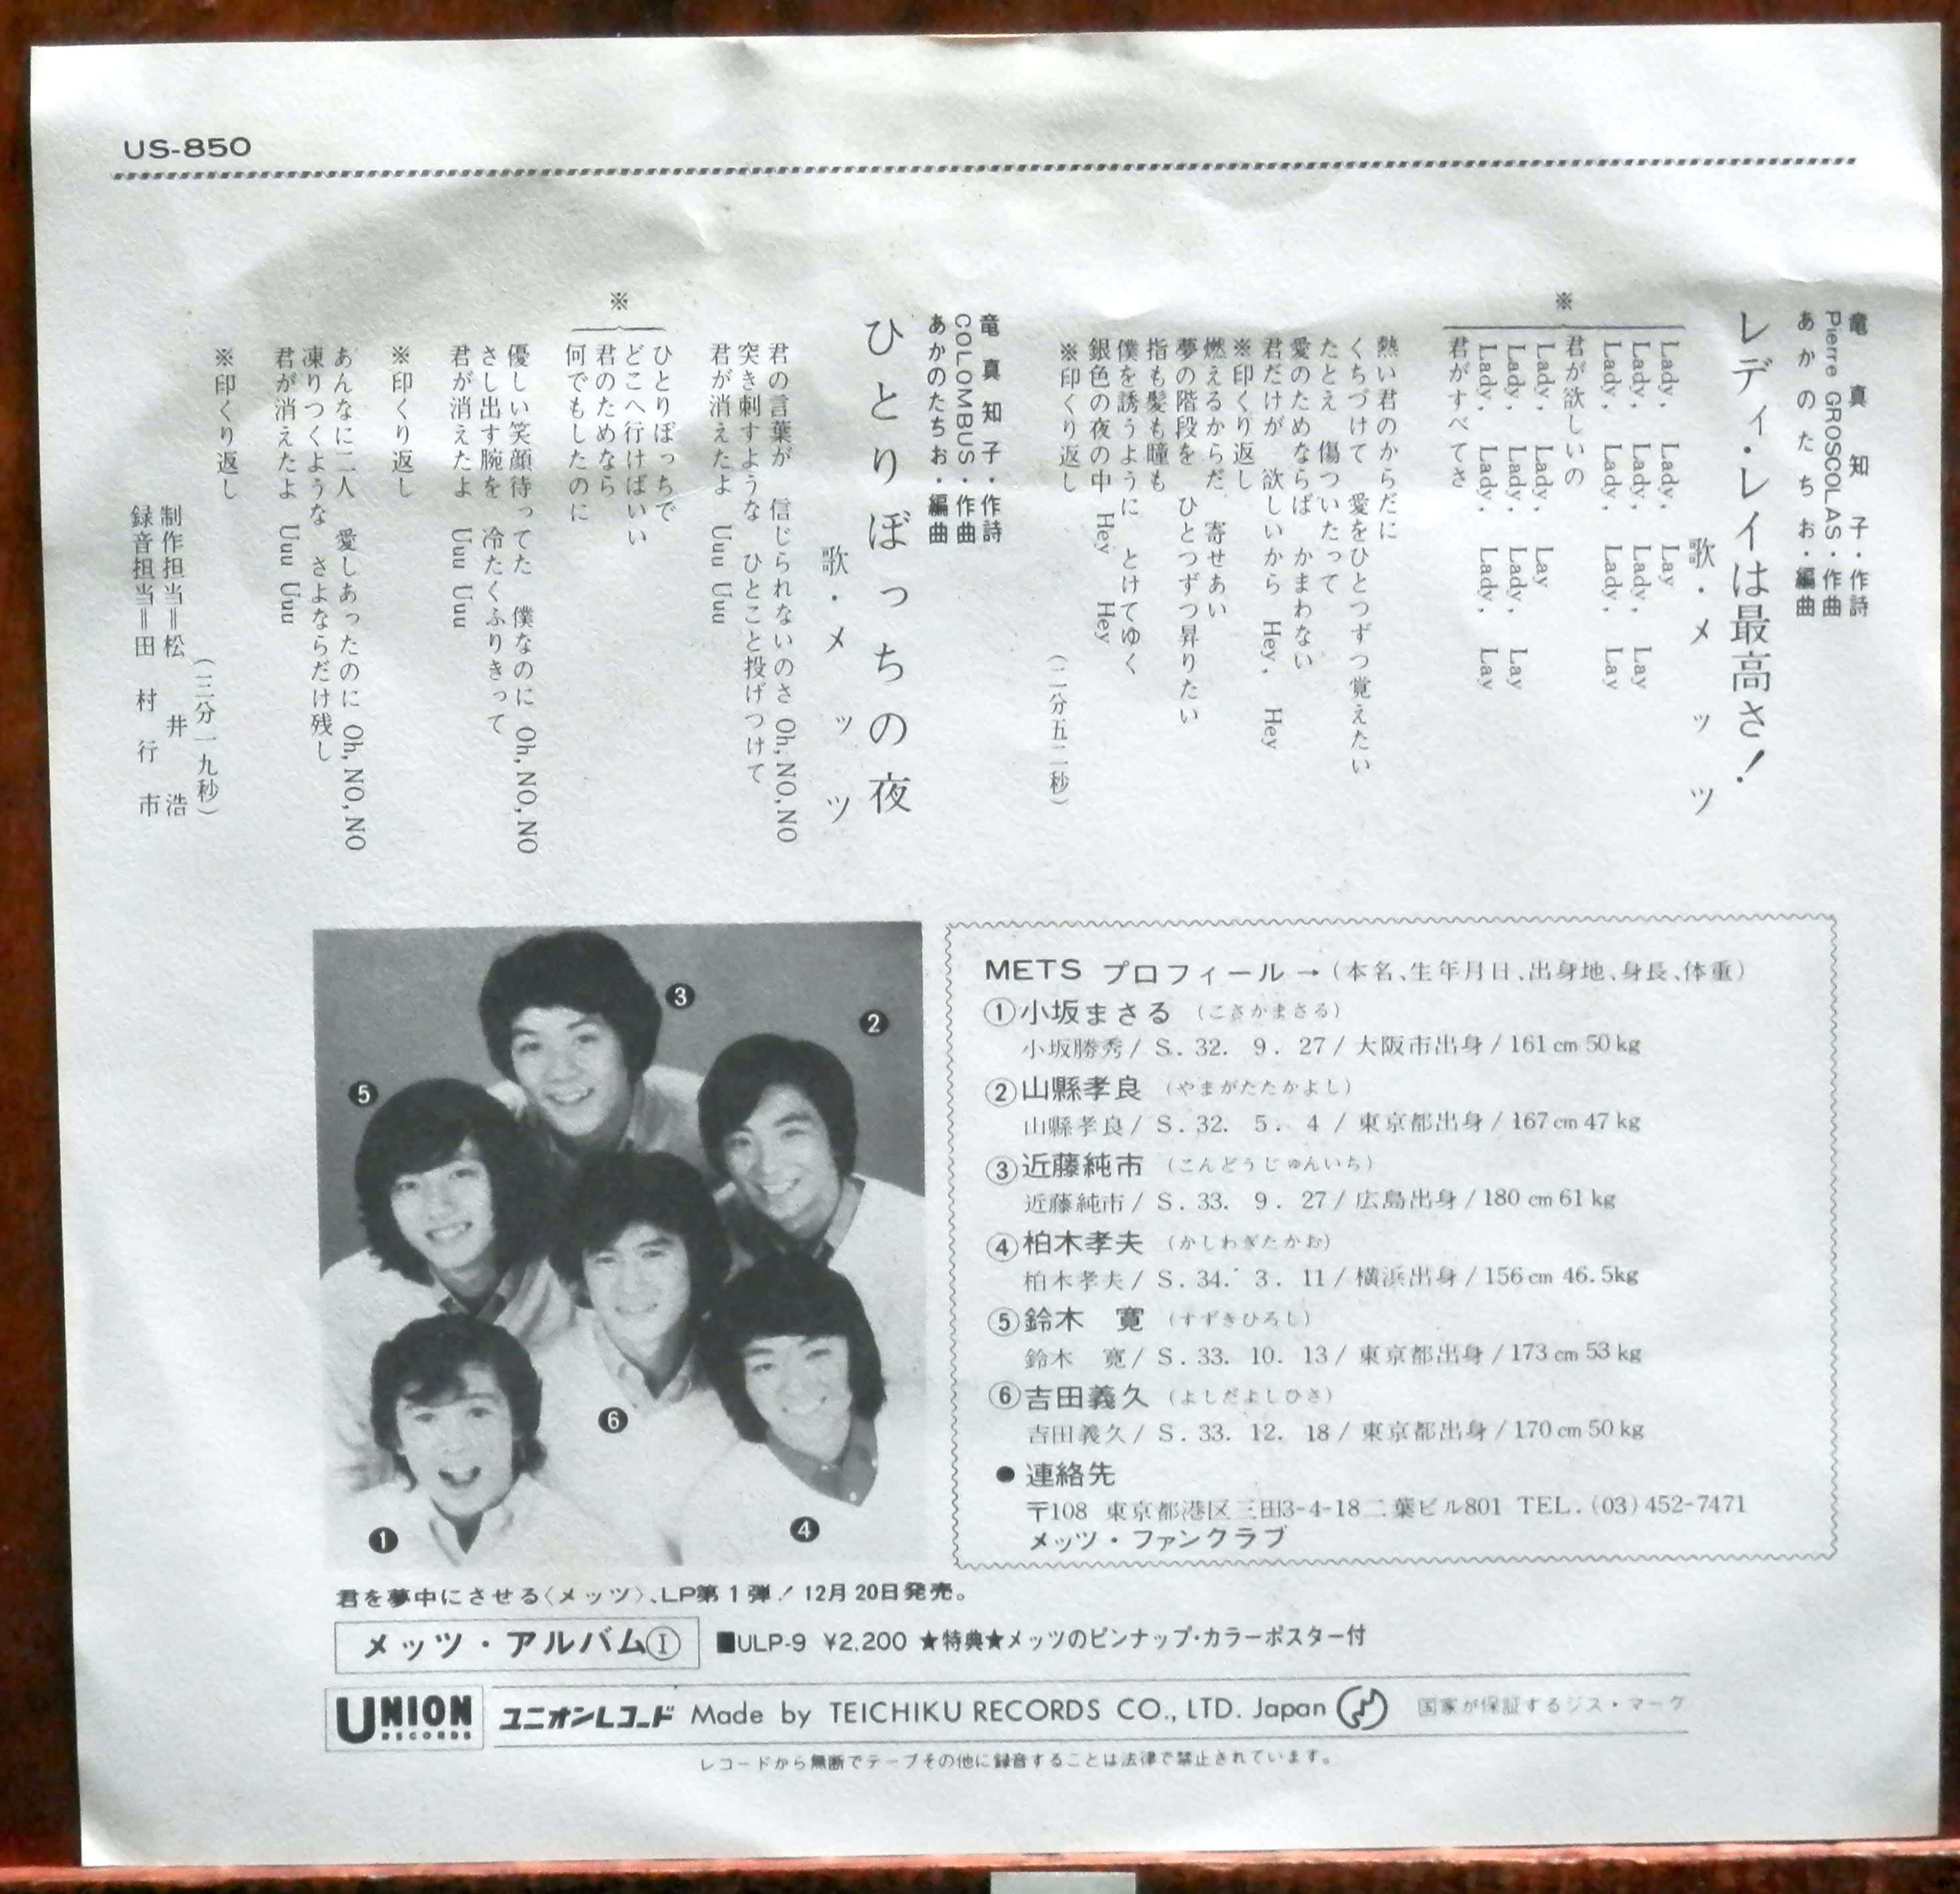 US-850
竜真知子・作詩
Pierre GROSCOLAS・作曲
あかのたちお・編曲
レディ・レイは最高さ!
歌・メッツ
※
Lady, Lady, Lay
Lady, Lady, Lady, Lay
Lady, Lady, Lady, Lay
君が欲しいの
Lady, Lady, Lay
Lady, Lady, Lady, Lay
Lady, Lady, Lady, Lay
君がすべてさ
熱い君のからだに
くちづけて 愛をひとつずつ覚えたい
たとえ 傷ついたって
愛のためならば かまわない
君だけが 欲しいから Hey, Hey
※印くり返し
燃えるからだ 寄せあい
夢の階段を ひとつずつ昇りたい
指も髪も瞳も
僕を誘うように とけてゆく
銀色の夜の中 Hey Hey
※印くり返し
(二分五二秒)
竜真知子・作詩
COLOMBUS・作曲
あかのたちお・編曲
ひとりぼっちの夜
歌・メッツ
君の言葉が 信じられないのさ Oh, NO, NO
突き刺すような ひとこと投げつけて
君が消えたよ Uuu Uuu
※
ひとりぼっちで
どこへ行けばいい
君のためなら
何でもしたのに
優しい笑顔待ってた 僕なのに Oh, NO, NO
さし出す腕を 冷たくふりきって
君が消えたよ Uuu Uuu
※印くり返し
あんなに二人 愛しあったのに Oh, NO, NO
凍りつくような さよならだけ残し
君が消えたよ Uuu Uuu
※印くり返し
(三分一九秒)
制作担当=松井 浩
録音担当=田村行市
METS プロフィール→(本名、生年月日、出身地、身長、体重)
①小坂まさる (こさかまさる)
小坂勝秀/ S. 32. 9. 27/ 大阪市出身/161cm 50kg
②山縣孝良 (やまがたたかよし)
山縣孝良/ S. 32. 5. 4 / 東京都出身/167cm 47kg
③近藤純市 (こんどうじゅんいち)
近藤純市/ S. 33. 9. 27/ 広島出身/180cm 61kg
④柏木孝夫 (かしわぎたかお)
柏木孝夫/ S. 34. 3. 11/ 横浜出身/156cm 46.5kg
⑤鈴木 寛 (すずきひろし)
鈴木 寛/ S. 33. 10. 13/ 東京都出身/173cm 53kg
⑥吉田義久 (よしだよしひさ)
吉田義久/ S. 33. 12. 18/ 東京都出身/170cm 50kg
●連絡先
〒108 東京都港区三田3-4-18二葉ビル801 TEL. (03)452-7471
メッツ・ファンクラブ
❸
❷
❺
❻
❶
❹
君を夢中にさせる〈メッツ〉、LP第1弾! 12月20日発売。
メッツ・アルバムⒾ ■ULP-9 ¥2,200 ★特典★メッツのピンナップ・カラーポスター付
UNION RECORDS ユニオンレコード Made by TEICHIKU RECORDS CO., LTD. Japan 国家が保証するジス・マーク
レコードから無断でテープその他に録音することは法律で禁止されています。